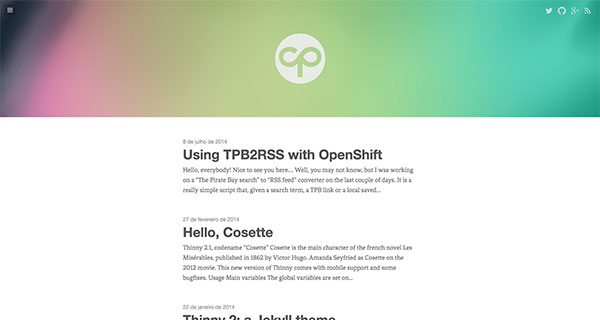 cp
8 de julho de 2014
Using TPB2RSS with OpenShift
Hello, everybody! Nice to see you here… Well, you may not know, but I was working
on a "The Pirate Bay search" to "RSS feed" converter on the last couple of days. It is a
really simple script that, given a search term, a TPB link or a local saved…
27 de fevereiro de 2014
Hello, Cosette
Thinny 2.1, codename "Cosette" Cosette is the main character of the french novel Les
Misérables, published in 1862 by Victor Hugo. Amanda Seyfried as Cosette on the
2012 movie. This new version of Thinny comes with mobile support and some
bugfixes. Usage Main variables The global variables are set on...
22 de janeiro de 2014
Thinny 2: a Jekyll theme